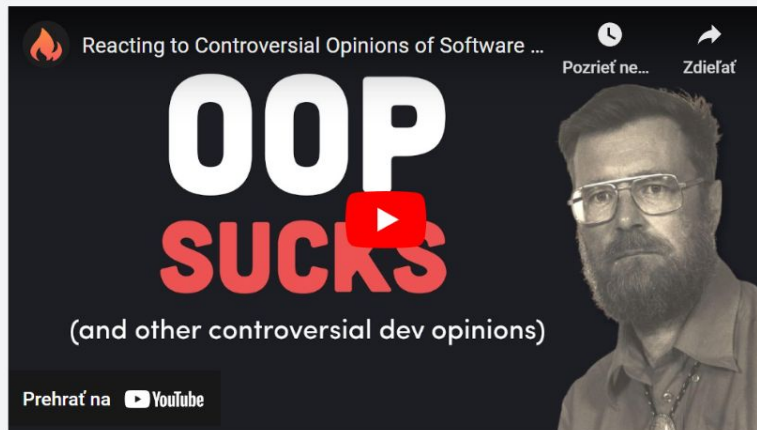 Reacting to Controversial Opinions of Software ...
Pozrieť ne...
Zdieľať
OOP
SUCKS
(and other controversial dev opinions)
Prehrať na YouTube